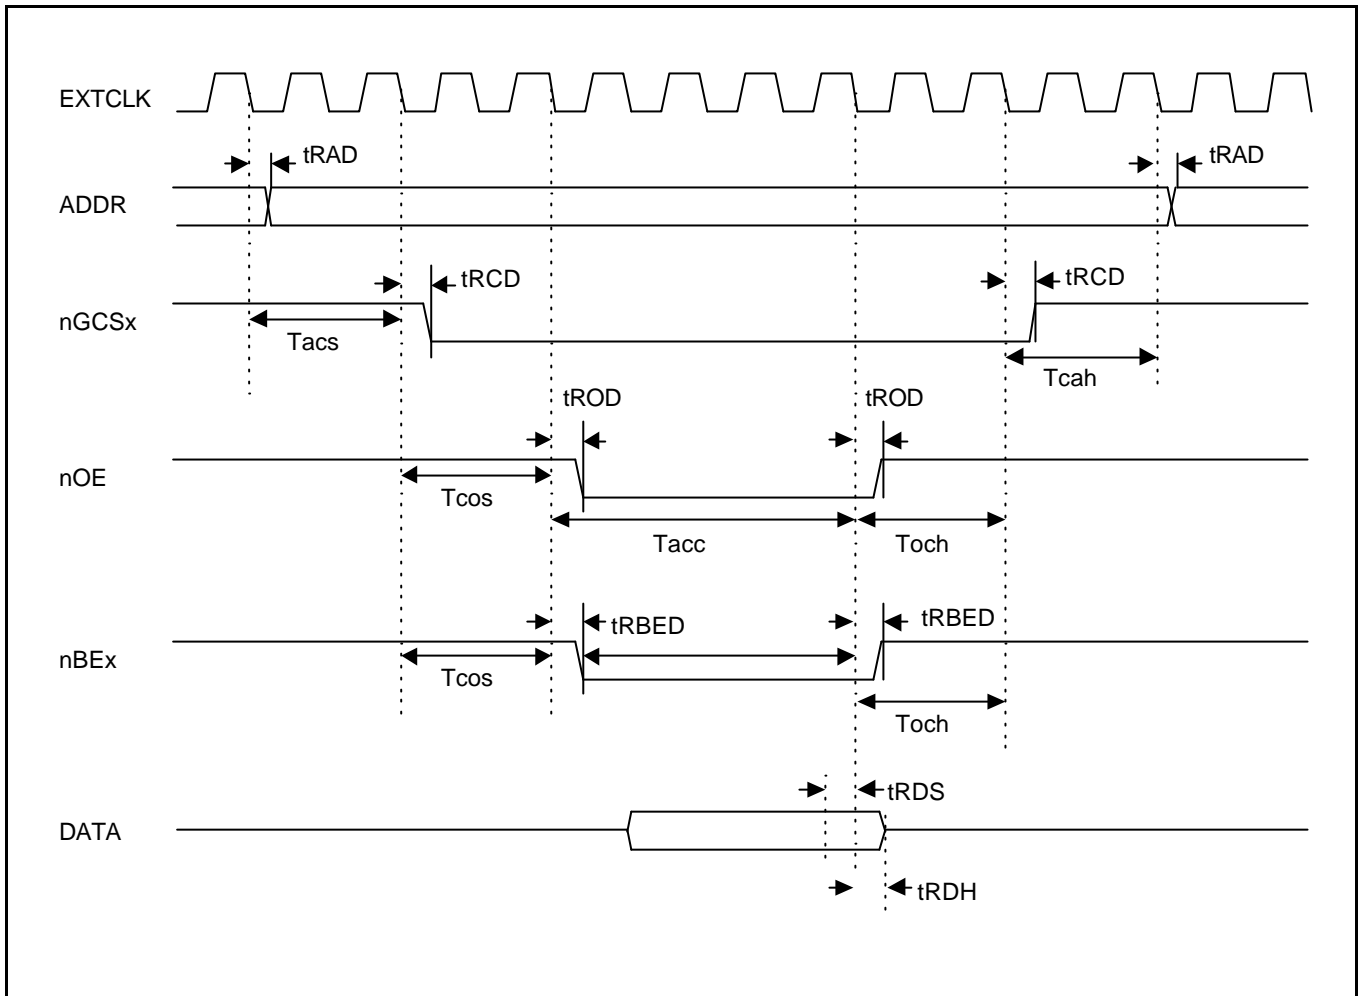 EXTCLK
tRAD tRAD
ADDR
tRCD tRCD
nGCSx
Tacs
Tcah
tROD tROD
nOE
Tcos
Tacc Toch
tRBED tRBED
nBEx
Tcos
Toch
tRDS
DATA
tRDH